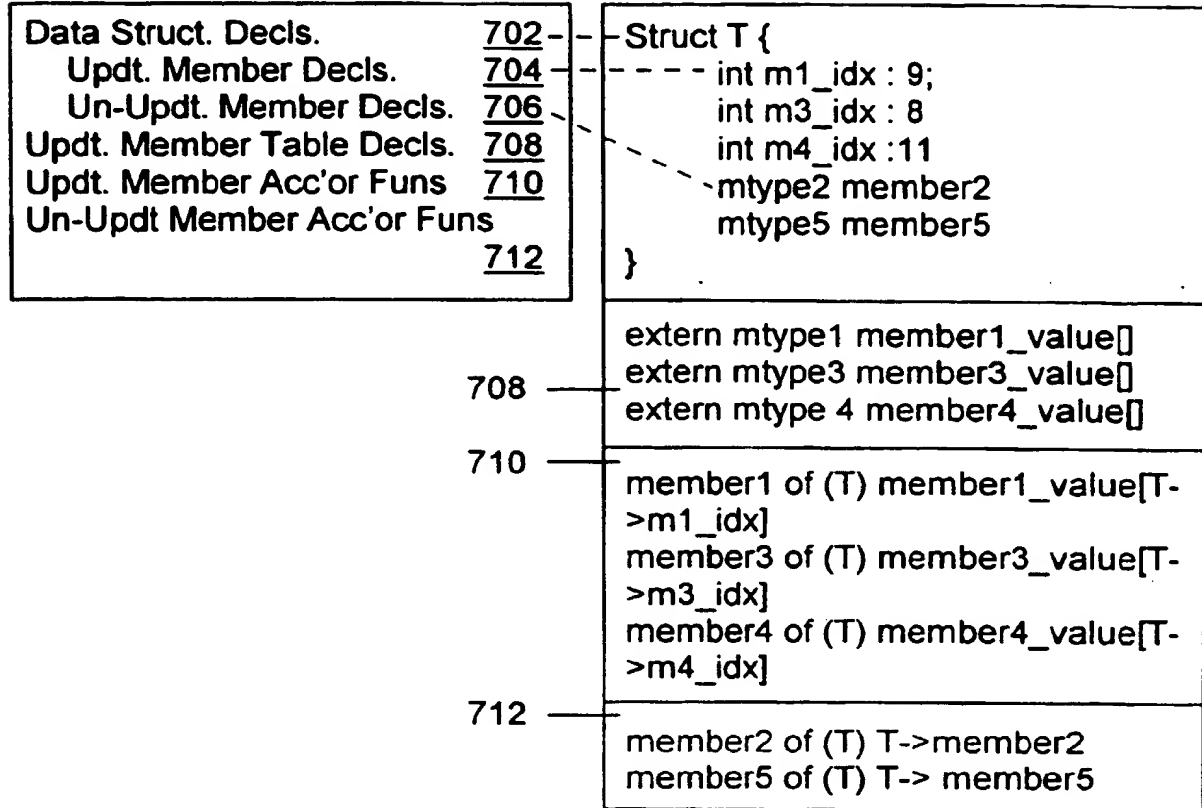 Data Struct. Decls. 702
Updt. Member Decls. 704
Un-Updt. Member Decls. 706
Updt. Member Table Decls. 708
Updt. Member Acc'or Funs 710
Un-Updt Member Acc'or Funs
712
Struct T {
int m1_idx : 9;
int m3_idx : 8
int m4_idx :11
mtype2 member2
mtype5 member5
}
708
extern mtype1 member1_value[]
extern mtype3 member3_value[]
extern mtype 4 member4_value[]
710
member1 of (T) member1_value[T-
>m1_idx]
member3 of (T) member3_value[T-
>m3_idx]
member4 of (T) member4_value[T-
>m4_idx]
712
member2 of (T) T->member2
member5 of (T) T-> member5